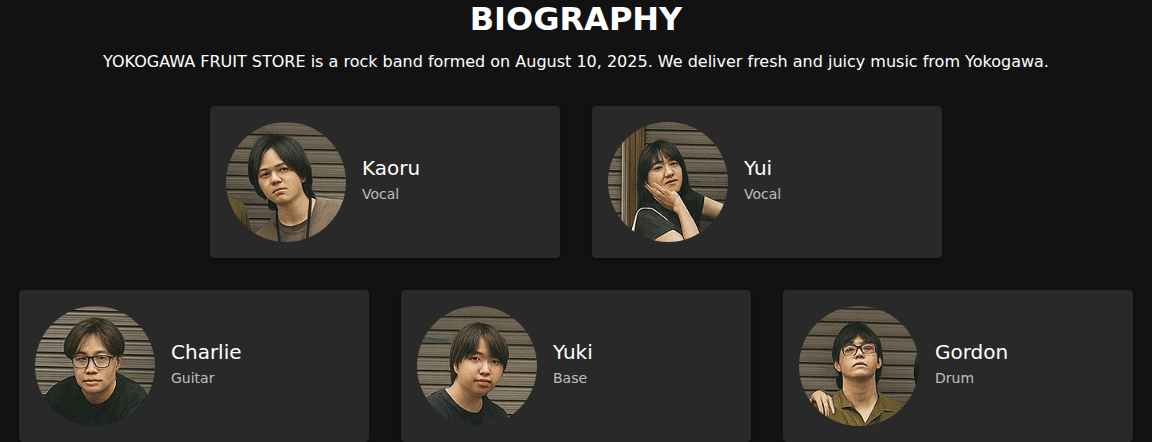 BIOGRAPHY
YOKOGAWA FRUIT STORE is a rock band formed on August 10, 2025. We deliver fresh and juicy music from Yokogawa.
Kaoru
Vocal
Yui
Vocal
Charlie
Guitar
Yuki
Base
Gordon
Drum